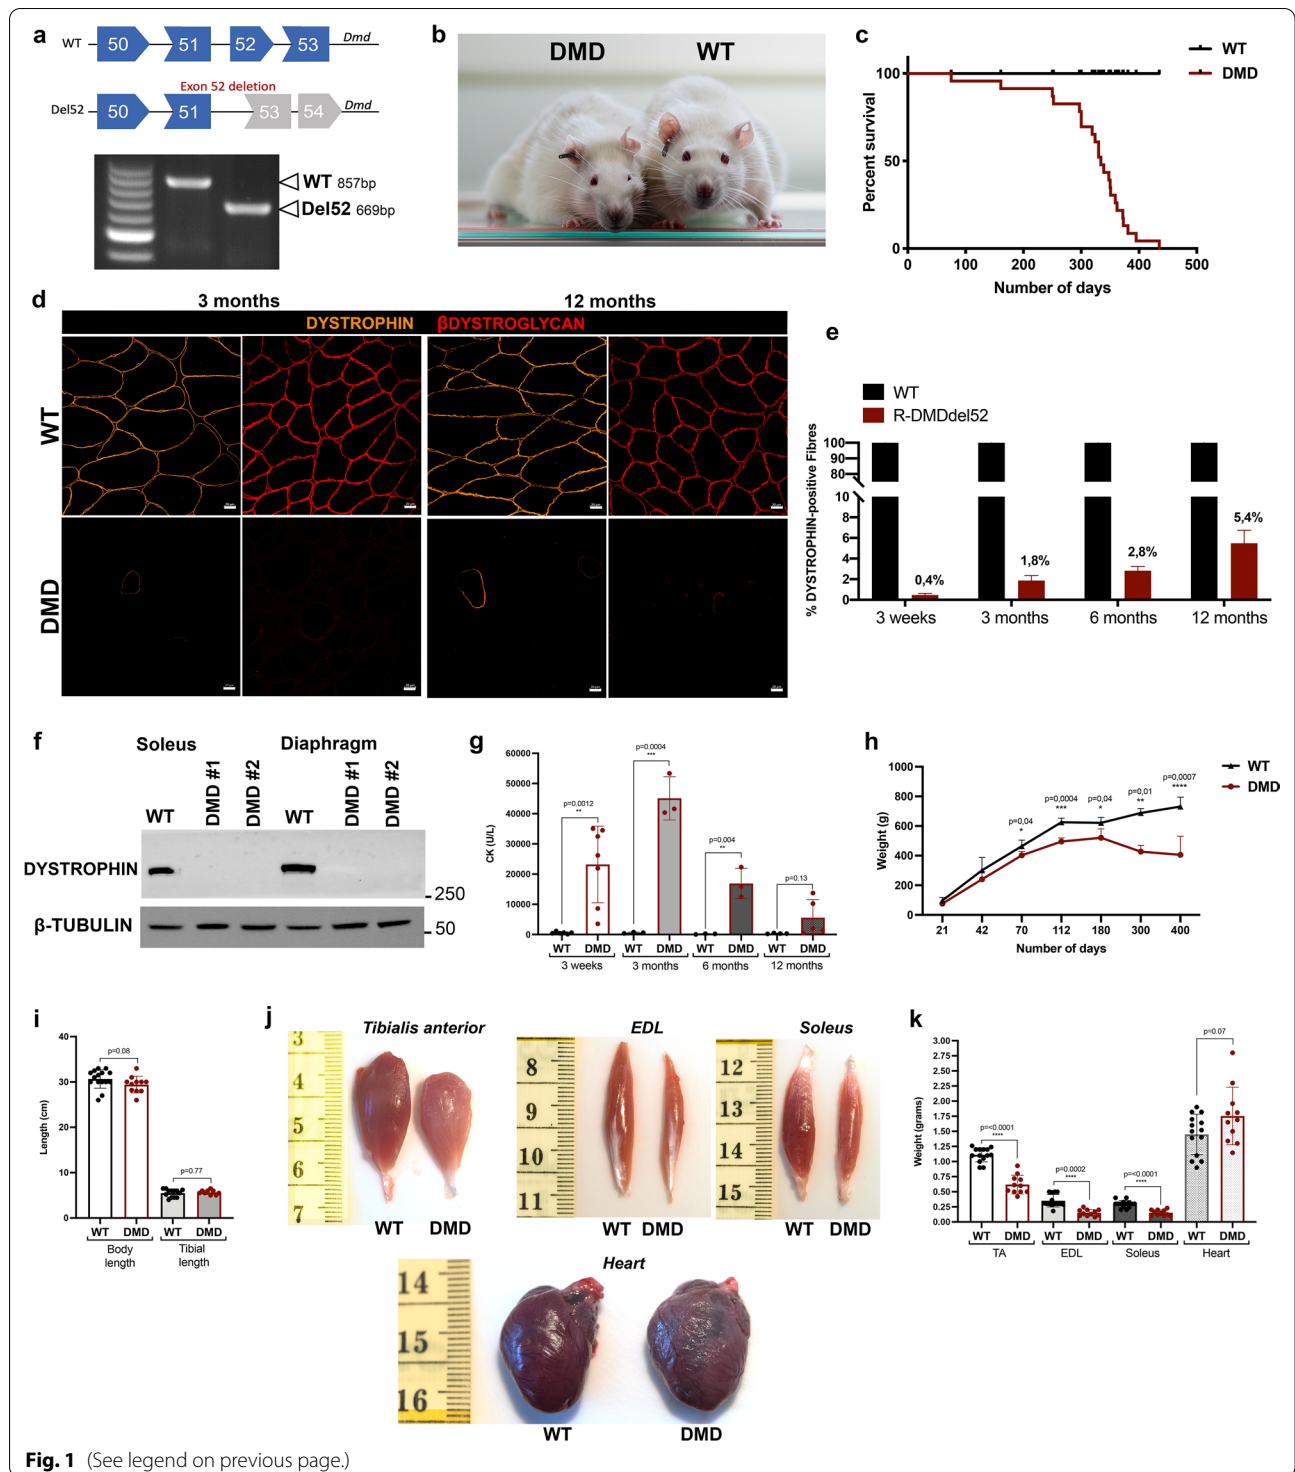 a
WT
50
51
52
53
Dmd
Exon 52 deletion
Del52
50
51
53
54
Dmd
WT 857bp
Del52 669bp
b
DMD
WT
c
WT
DMD
100
50
0
Percent survival
0 100 200 300 400 500
Number of days
d
3 months
12 months
DYSTROPHIN
βDYSTROGLYCAN
WT
DMD
e
WT
R-DMDdel52
% DYSTROPHIN-positive Fibres
100
90
80
10
8
6
4
2
0
0,4%
1,8%
2,8%
5,4%
3 weeks
3 months
6 months
12 months
f
Soleus
Diaphragm
WT
DMD #1
DMD #2
WT
DMD #1
DMD #2
DYSTROPHIN
250
β-TUBULIN
50
g
CK (U/L)
60000
50000
40000
30000
20000
10000
0
p=0.0012
**
p=0.0004
***
p=0.004
**
p=0.13
WT DMD WT DMD WT DMD WT DMD
3 weeks
3 months
6 months
12 months
h
WT
DMD
Weight (g)
1000
800
600
400
200
0
p=0,04
*
p=0,0004
***
p=0,04
*
p=0,01
**
p=0,0007
****
21 42 70 112 180 300 400
Number of days
i
Length (cm)
40
30
20
10
0
p=0.08
p=0.77
WT DMD WT DMD
Body
length
Tibial
length
j
Tibialis anterior
3
4
5
6
7
WT DMD
EDL
8
9
10
11
WT DMD
Soleus
12
13
14
15
WT DMD
Heart
14
15
16
WT
DMD
k
Weight (grams)
3.00
2.75
2.50
2.25
2.00
1.75
1.50
1.25
1.00
0.75
0.50
0.25
0.00
p=<0.0001
****
p=0.0002
****
p=<0.0001
****
p=0.07
WT DMD WT DMD WT DMD WT DMD
TA
EDL
Soleus
Heart
Fig. 1 (See legend on previous page.)